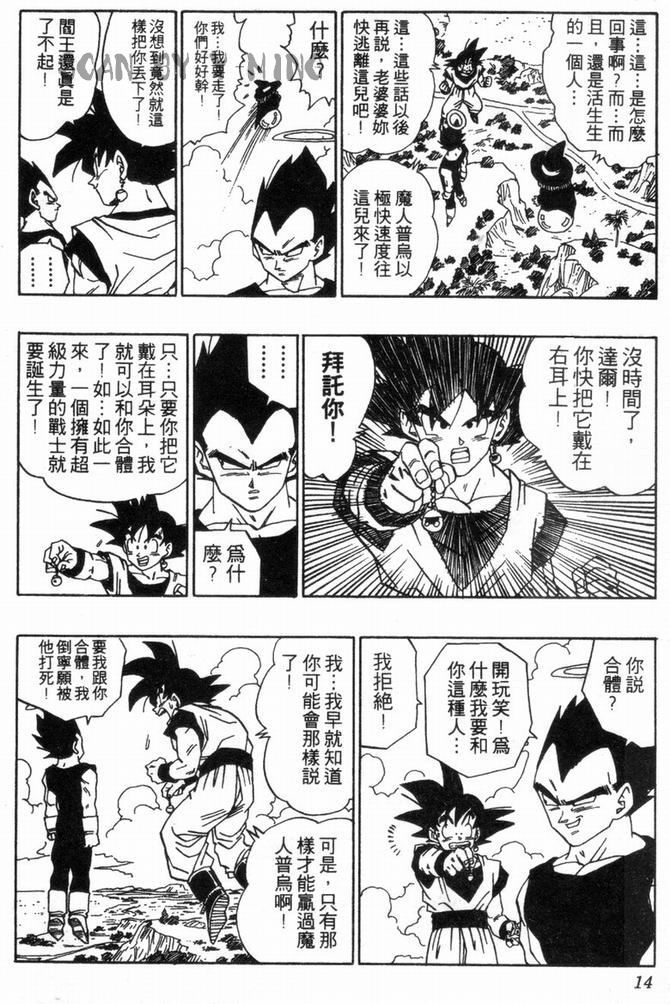 這…這…是怎麼
回事啊？而…而
且，還是活生生
的一個人…
這…這些話以後
再說，老婆婆妳
快逃離這兒吧！
魔人普烏以
極快速度往
這兒來了！
什麼？
我…我要走了！
你們好好幹！
沒想到竟然就這
樣把你丟下了！
閻王還真是
了不起！
………
沒時間了，
達爾！
你快把它戴在
右耳上！
拜託你！
………
為什
麼？
只…只要你把它
戴在耳朵上，我
就可以和你合體
了！如…如此一
來，一個擁有超
級力量的戰士就
要誕生了！
你說
合體？
開玩笑！為
什麼我要和
你這種人…
我拒絕！
我…我早就知道
你可能會那樣說
了！
可是，只有那
樣才能贏過魔
人普烏啊！
要我跟你
合體，我
倒寧願被
他打死！
14